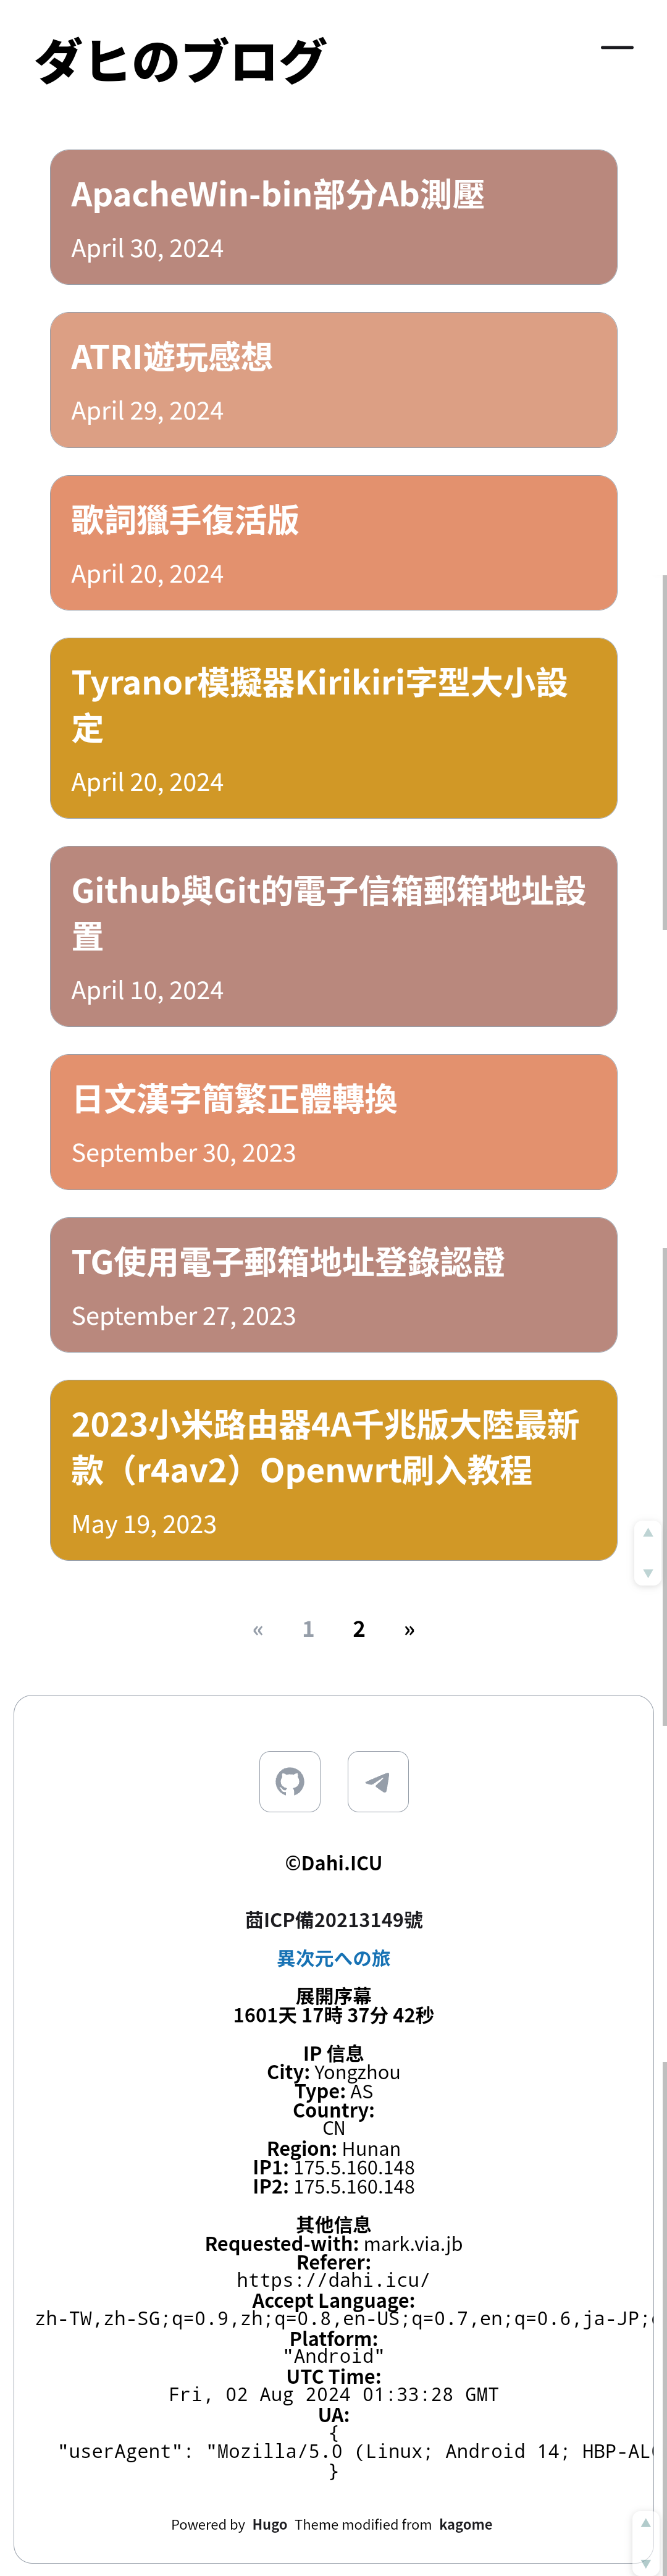 ダヒのブログ
ApacheWin-bin部分Ab測壓
April 30, 2024
ATRI遊玩感想
April 29, 2024
歌詞獵手復活版
April 20, 2024
Tyranor模擬器Kirikiri字型大小設
定
April 20, 2024
Github與Git的電子信箱郵箱地址設
置
April 10, 2024
日文漢字簡繁正體轉換
September 30, 2023
TG使用電子郵箱地址登錄認證
September 27, 2023
2023小米路由器4A千兆版大陸最新
款（r4av2）Openwrt刷入教程
May 19, 2023
« 1 2 »
©Dahi.ICU
茴ICP備20213149號
異次元への旅
展開序幕
1601天 17時 37分 42秒
IP 信息
City: Yongzhou
Type: AS
Country:
CN
Region: Hunan
IP1: 175.5.160.148
IP2: 175.5.160.148
其他信息
Requested-with: mark.via.jb
Referer:
https://dahi.icu/
Accept Language:
zh-TW,zh-SG;q=0.9,zh;q=0.8,en-US;q=0.7,en;q=0.6,ja-JP;
Platform:
"Android"
UTC Time:
Fri, 02 Aug 2024 01:33:28 GMT
UA:
{
"userAgent": "Mozilla/5.0 (Linux; Android 14; HBP-AL
}
Powered by Hugo Theme modified from kagome